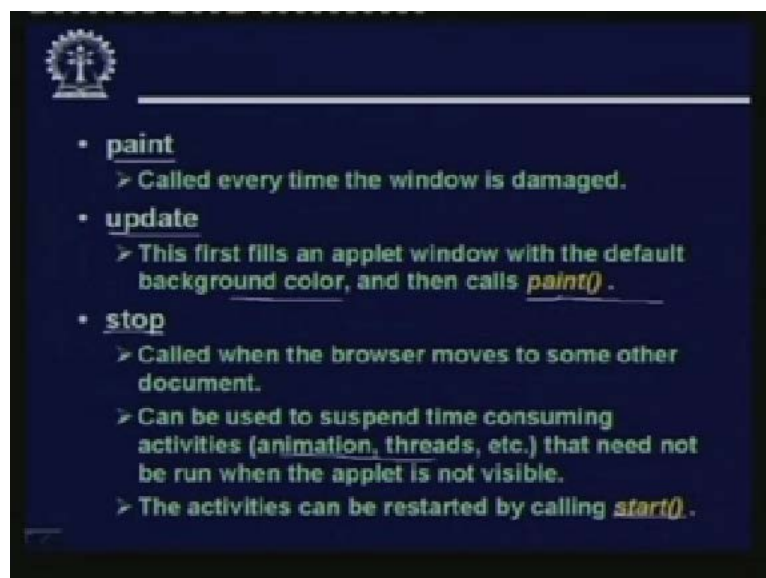 • paint
➢ Called every time the window is damaged.
• update
➢ This first fills an applet window with the default
background color, and then calls paint() .
• stop
➢ Called when the browser moves to some other
document.
➢ Can be used to suspend time consuming
activities (animation, threads, etc.) that need not
be run when the applet is not visible.
➢ The activities can be restarted by calling start() .